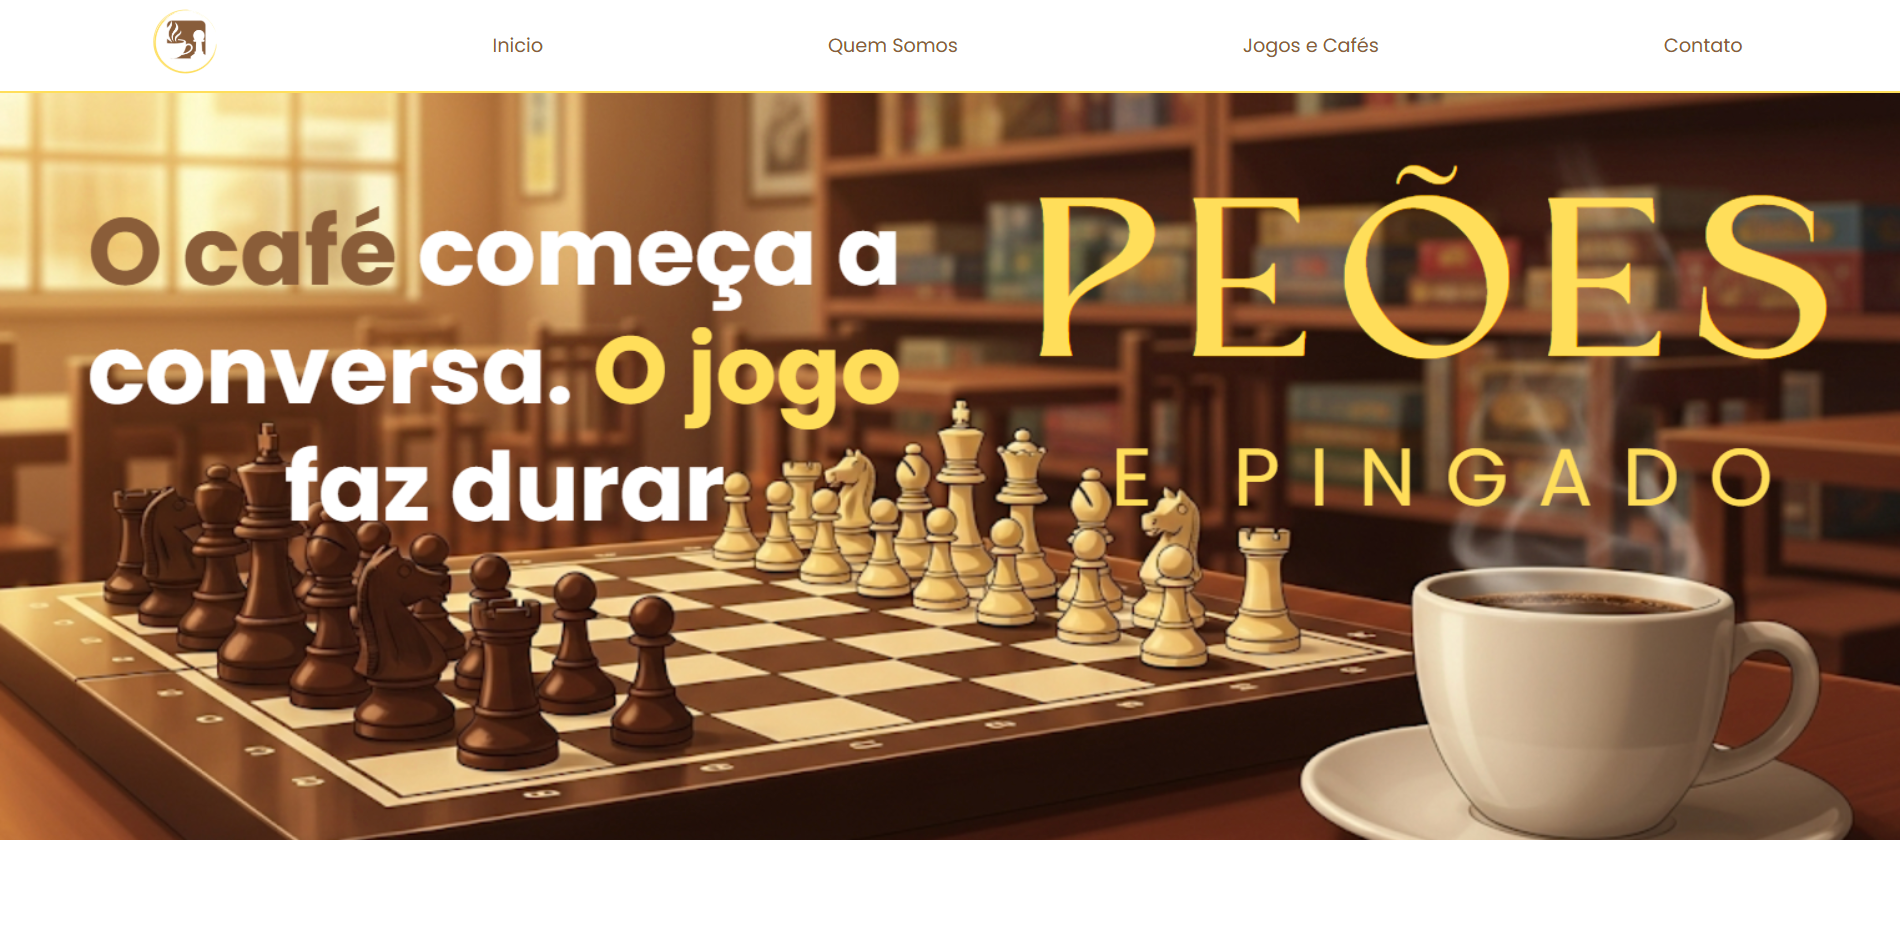 Inicio
Quem Somos
Jogos e Cafés
Contato
O café começa a
conversa. O jogo
faz durar
PEÕES
E PINGADO